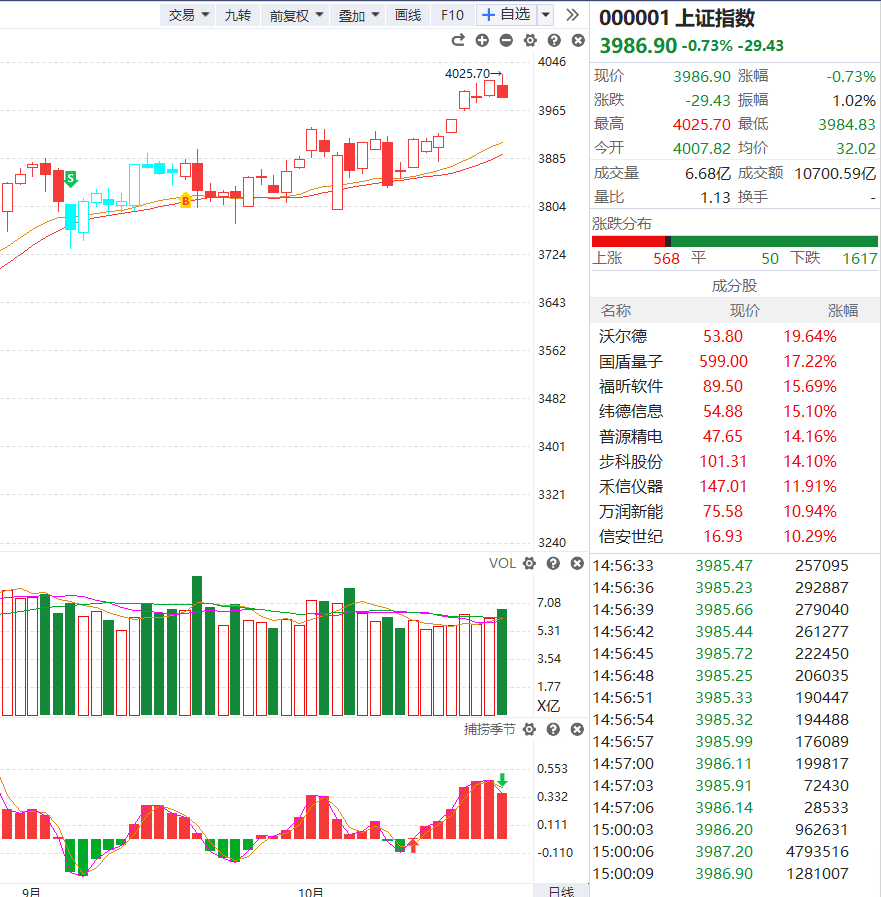 交易 九转 前复权 叠加 画线 F10 自选
000001 上证指数
3986.90 -0.73% -29.43
现价 3986.90 涨幅 -0.73%
涨跌 -29.43 振幅 1.02%
最高 4025.70 最低 3984.83
今开 4007.82 均价 32.02
成交量 6.68亿 成交额 10700.59亿
量比 1.13 换手 -
涨跌分布
上涨 568 平 50 下跌 1617
成分股
名称 现价 涨幅
沃尔德 53.80 19.64%
国盾量子 599.00 17.22%
福昕软件 89.50 15.69%
纬德信息 54.88 15.10%
普源精电 47.65 14.16%
步科股份 101.31 14.10%
禾信仪器 147.01 11.91%
万润新能 75.58 10.94%
信安世纪 16.93 10.29%
14:56:33 3985.47 257095
14:56:36 3985.23 292887
14:56:39 3985.66 279040
14:56:42 3985.44 261277
14:56:45 3985.72 222450
14:56:48 3985.25 206035
14:56:51 3985.33 190447
14:56:54 3985.32 194488
14:56:57 3985.99 176089
14:57:00 3986.11 199817
14:57:03 3985.91 72430
14:57:06 3986.14 28533
15:00:03 3986.20 962631
15:00:06 3987.20 4793516
15:00:09 3986.90 1281007
4046
4025.70→
3965
3885
S
B
3804
3724
3643
3562
3482
3401
3321
3240
VOL
7.08
5.31
3.54
1.77
X亿
捕捞季节
0.553
0.332
0.111
-0.110
9月 10月 日线